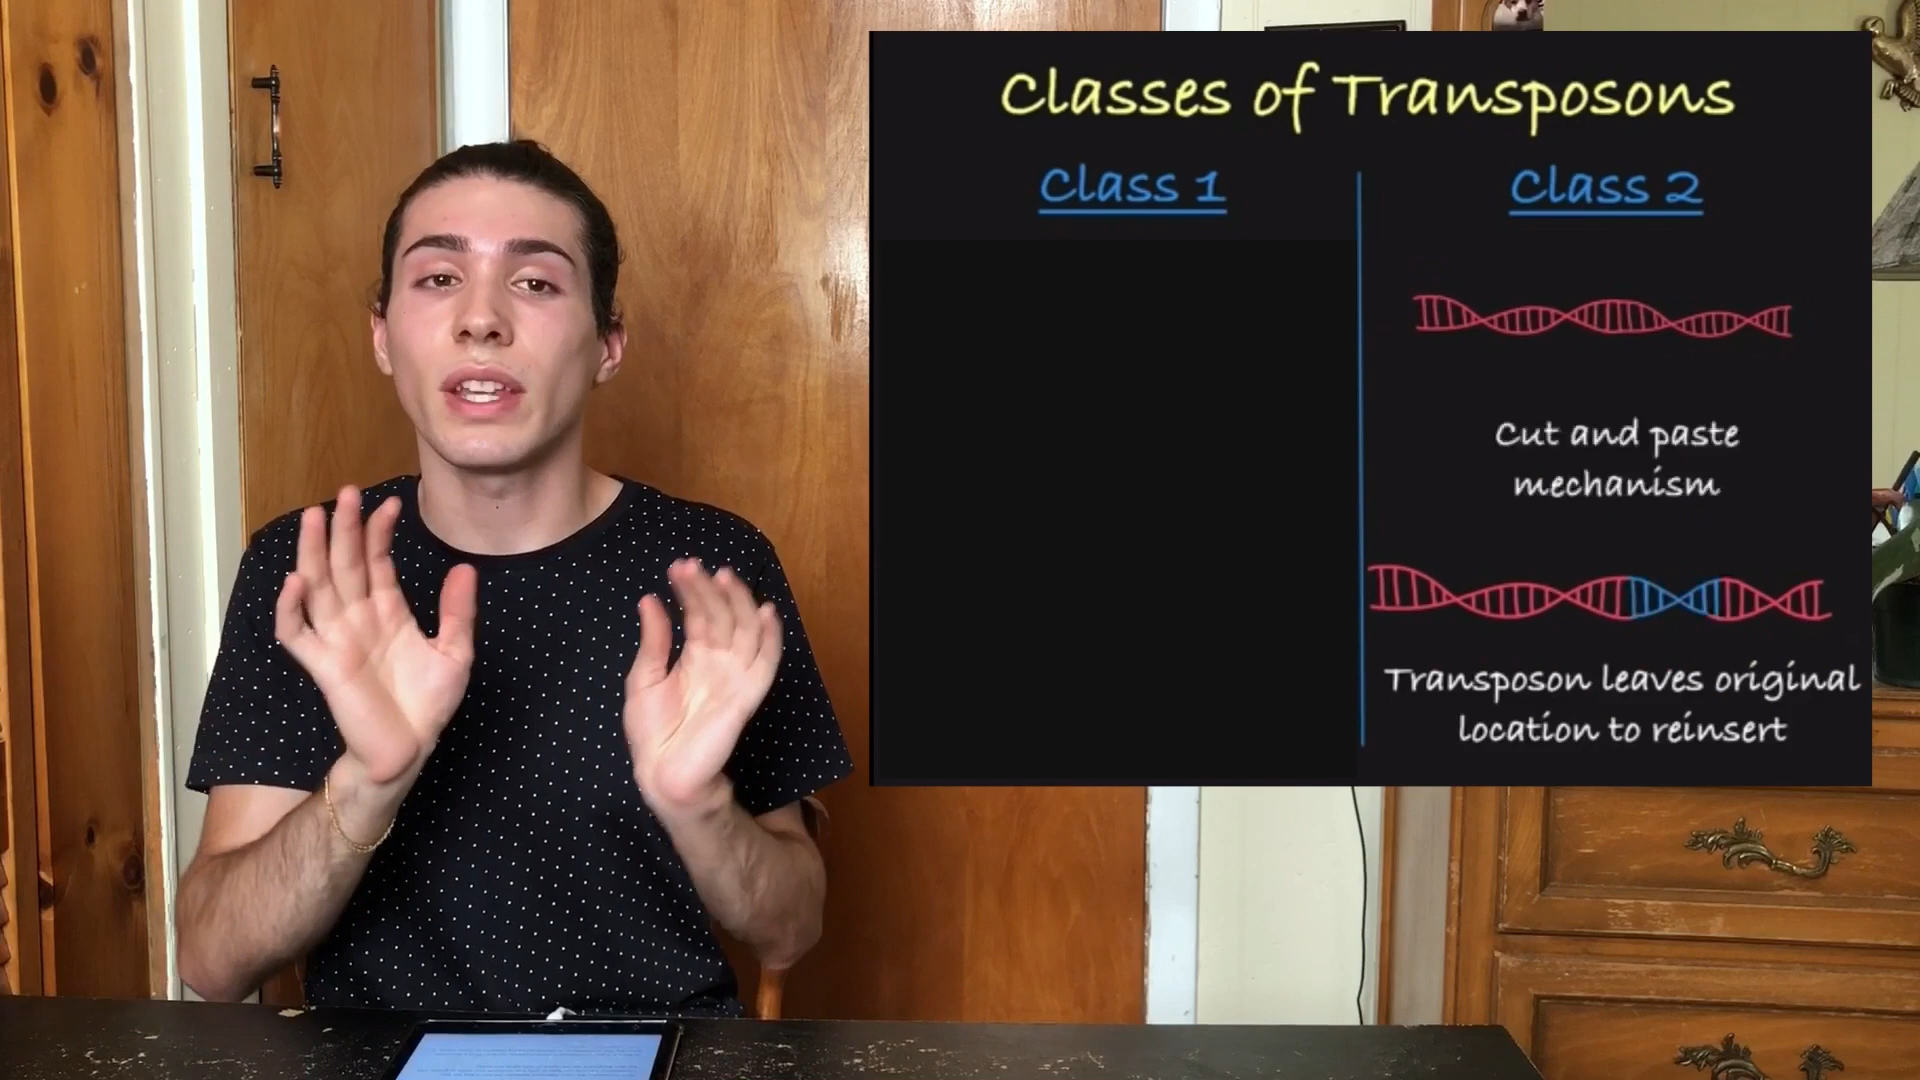 Classes of Transposons
Class 1
Class 2
Cut and paste
mechanism
Transposon leaves original
location to reinsert